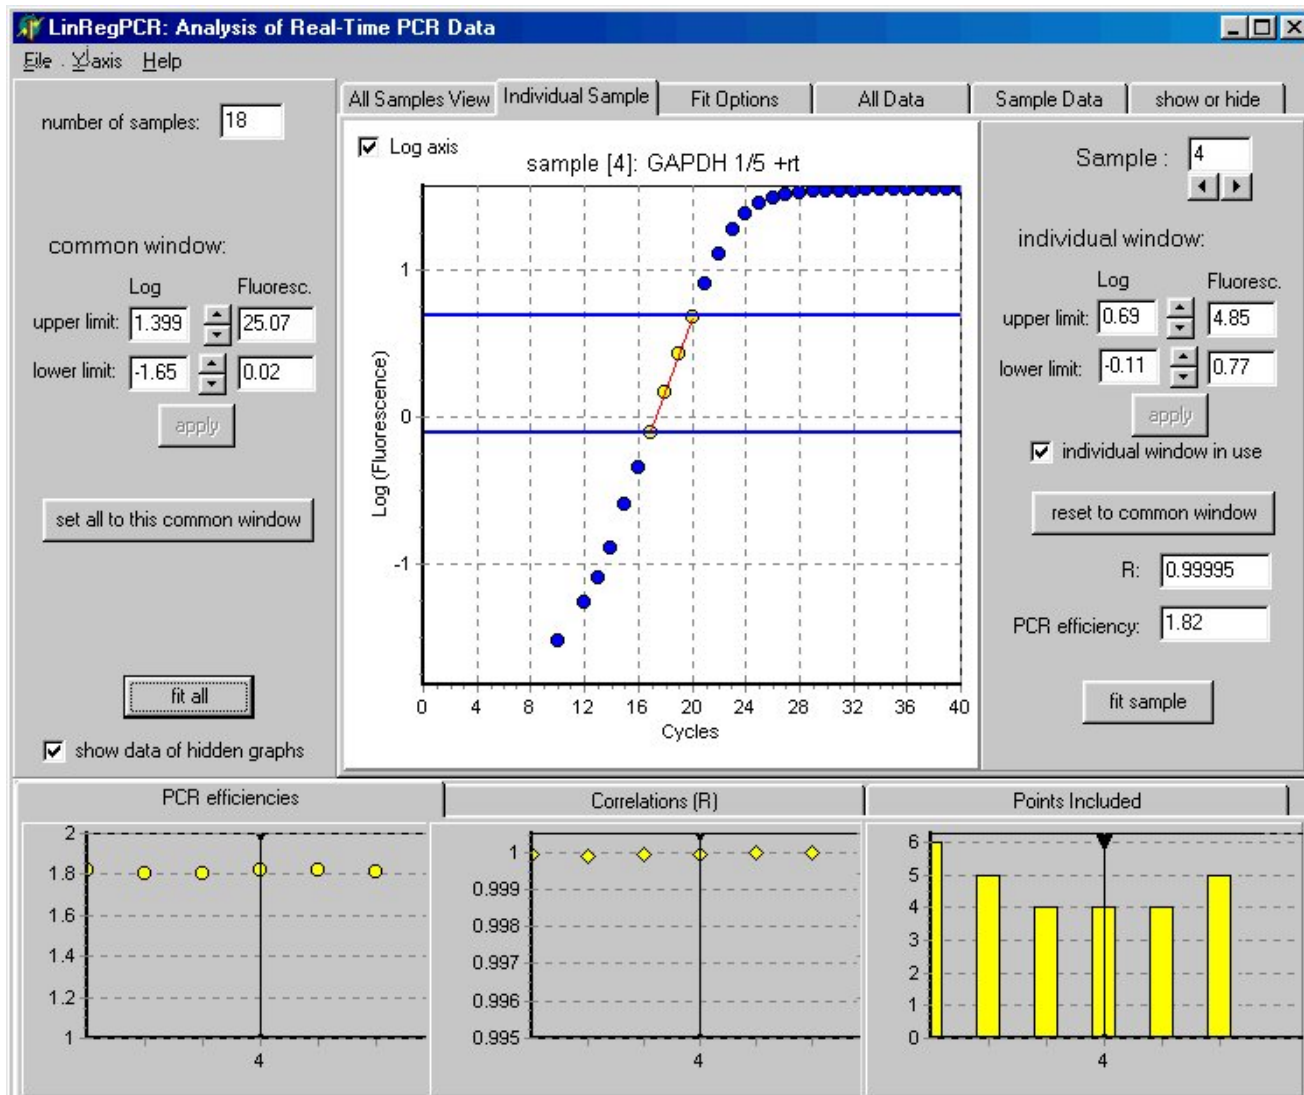 LinRegPCR: Analysis of Real-Time PCR Data
File Y-axis Help
number of samples: 18
common window:
Log Fluoresc.
upper limit: 1.399 25.07
lower limit: -1.65 0.02
apply
set all to this common window
fit all
show data of hidden graphs
All Samples View Individual Sample Fit Options All Data Sample Data show or hide
Log axis
sample [4]: GAPDH 1/5 +rt
Log (Fluorescence)
1
0
-1
0 4 8 12 16 20 24 28 32 36 40
Cycles
Sample : 4
individual window:
Log Fluoresc.
upper limit: 0.69 4.85
lower limit: -0.11 0.77
apply
individual window in use
reset to common window
R: 0.99995
PCR efficiency: 1.82
fit sample
PCR efficiencies
2
1.8
1.6
1.4
1.2
1
4
Correlations (R)
1
0.999
0.998
0.997
0.996
0.995
4
Points Included
6
5
4
3
2
1
0
4